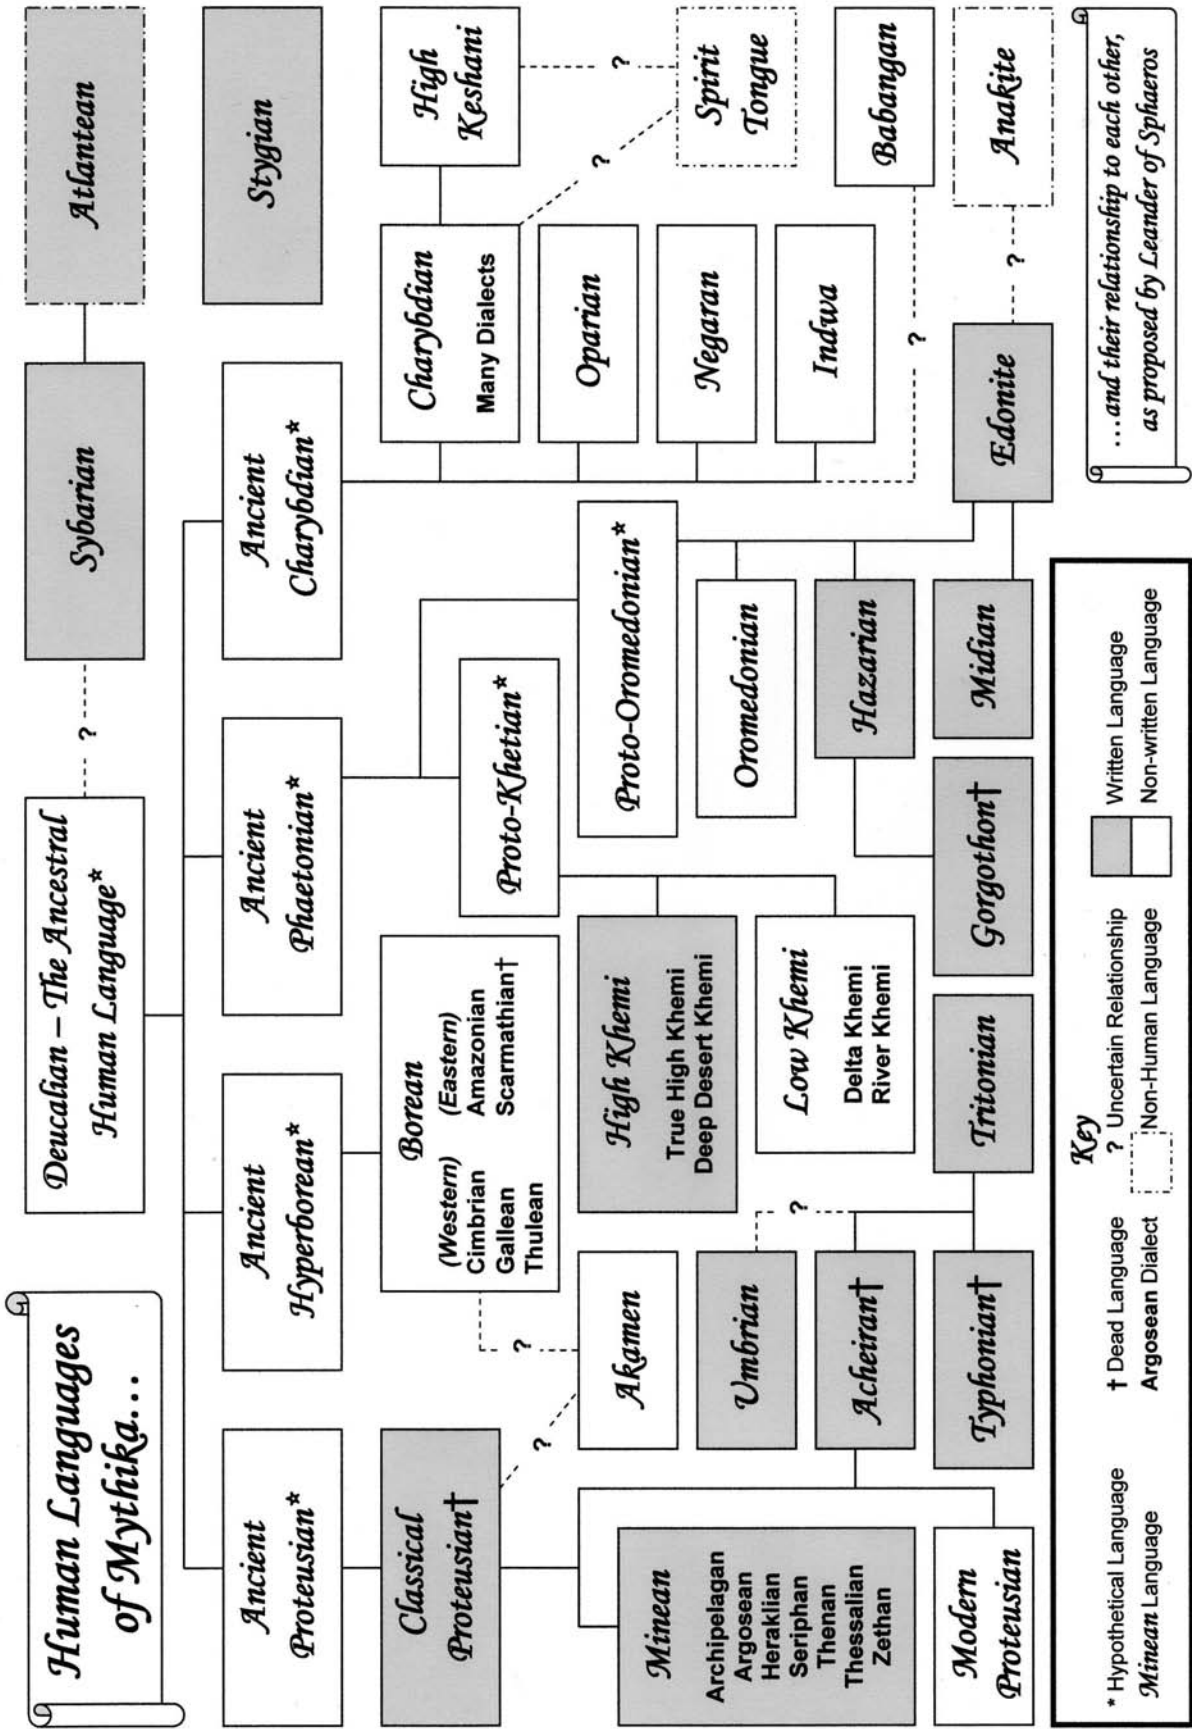 Human Languages
of Mythika…
Deucalian – The Ancestral
Human Language*
?
Sybarian
Atlantean
Stygian
Ancient
Proteusian*
Ancient
Hyperborean*
Ancient
Phaetonian*
Ancient
Charybdian*
Classical
Proteusian†
Borean
(Western)
Cimbrian
Gallean
Thulean
(Eastern)
Amazonian
Scarmathian†
Proto-Khetian*
Charybdian
Many Dialects
High
Keshani
?
?
Spirit
Tongue
?
?
Akamen
High Khemi
True High Khemi
Deep Desert Khemi
Proto-Oromedonian*
Oparian
Minean
Archipelagan
Argosean
Heraklian
Seriphan
Thenan
Thessalian
Zethan
Umbrian
?
Low Khemi
Delta Khemi
River Khemi
Oromedonian
Negaran
Acheiran†
Hazarian
Indwa
Babangan
?
Modern
Proteusian
Typhonian†
Tritonian
Gorgothon†
Midian
Edonite
?
Anakite
Key
* Hypothetical Language
Minean Language
† Dead Language
Argosean Dialect
? Uncertain Relationship
Non-Human Language
Written Language
Non-written Language
…and their relationship to each other,
as proposed by Leander of Sphaeros